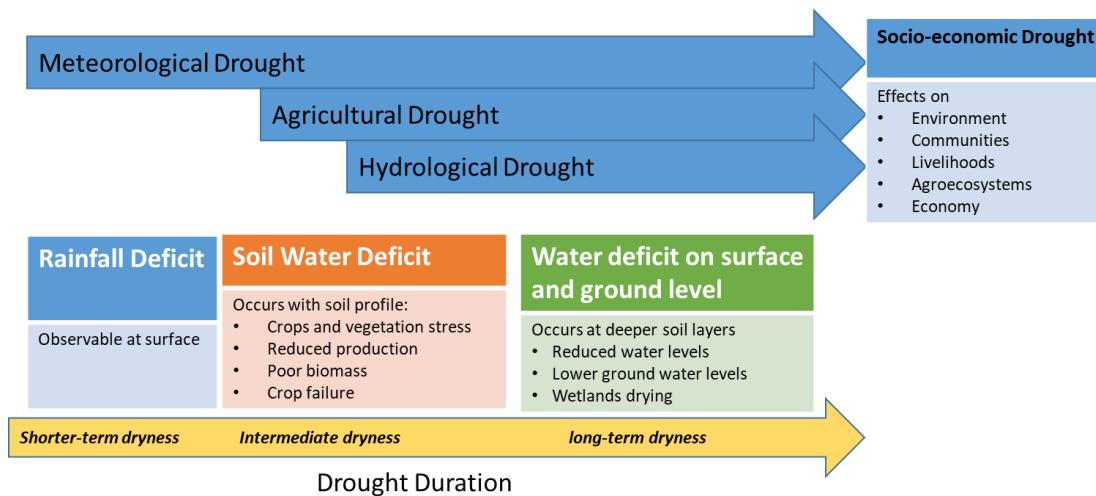 Meteorological Drought
Agricultural Drought
Hydrological Drought
Socio-economic Drought
Effects on
• Environment
• Communities
• Livelihoods
• Agroecosystems
• Economy
Rainfall Deficit
Observable at surface
Soil Water Deficit
Occurs with soil profile:
• Crops and vegetation stress
• Reduced production
• Poor biomass
• Crop failure
Water deficit on surface
and ground level
Occurs at deeper soil layers
• Reduced water levels
• Lower ground water levels
• Wetlands drying
Shorter-term dryness
Intermediate dryness
long-term dryness
Drought Duration